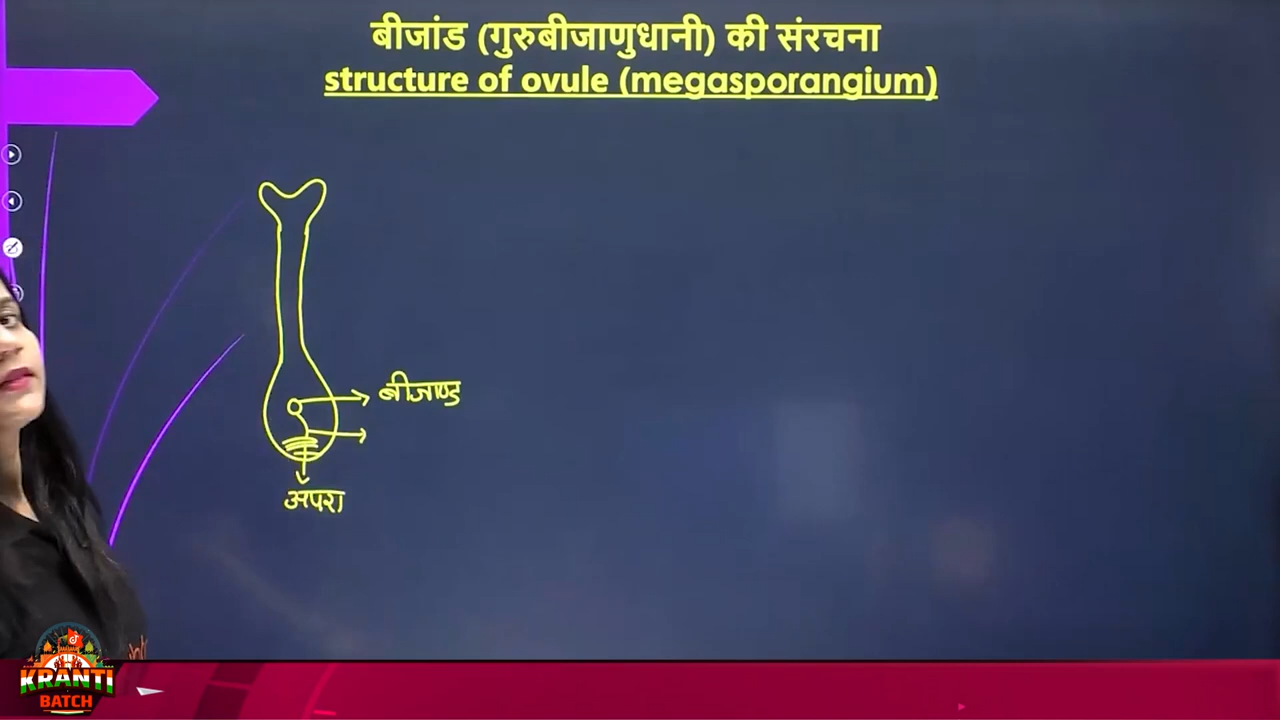 बीजांड (गुरुबीजाणुधानी) की संरचना
structure of ovule (megasporangium)
बीजाण्ड
अपरा
KRANTI
BATCH